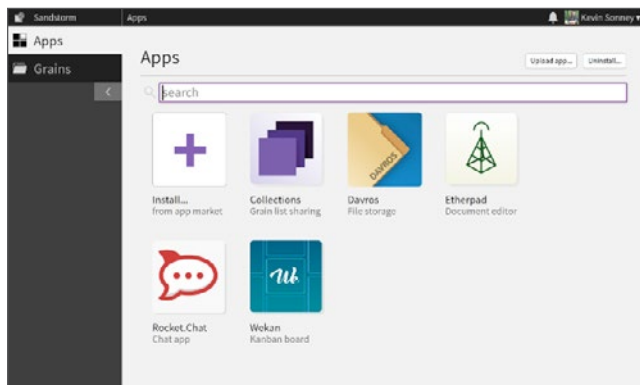 Sandstorm
Apps
Kevin Sonney
Apps
Grains
Apps
Upload app...
Uninstall...
search
DAVROS
Install...
from app market
Collections
Grain list sharing
Davros
File storage
Etherpad
Document editor
We
Rocket.Chat
Chat app
Wekan
Kanban board